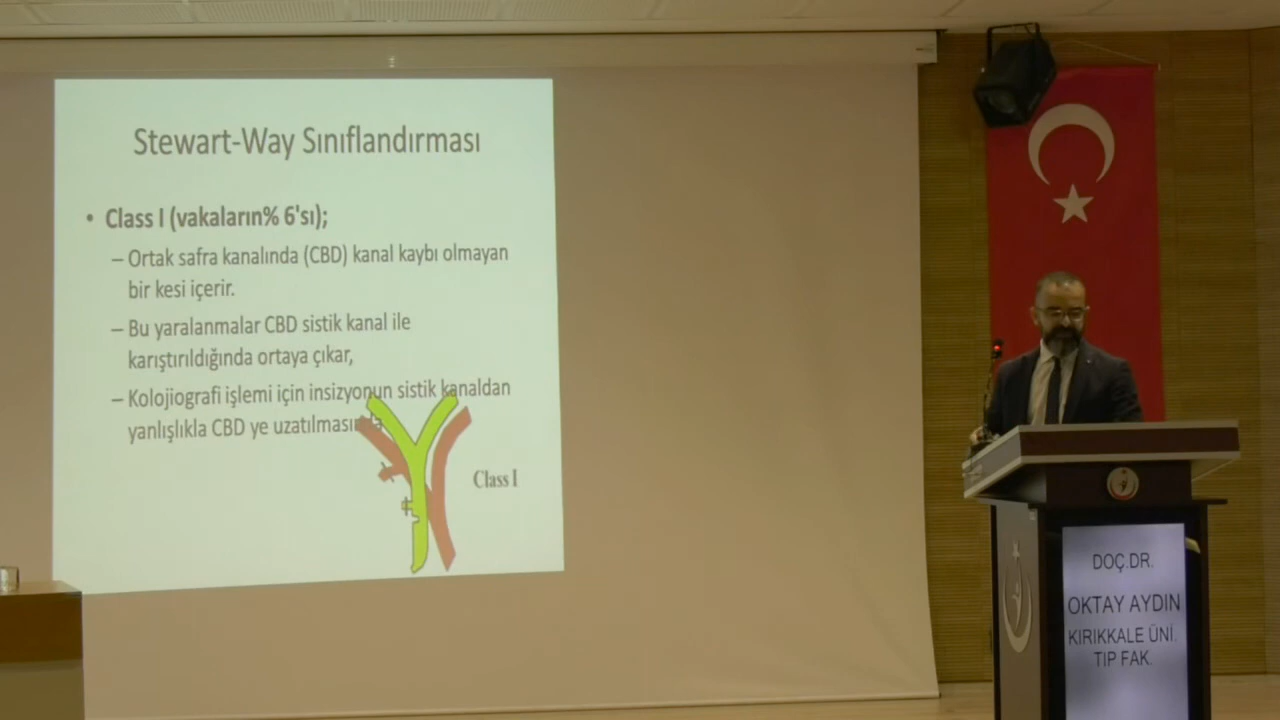 Stewart-Way Sınıflandırması
• Class I (vakaların% 6'sı);
– Ortak safra kanalında (CBD) kanal kaybı olmayan
bir kesi içerir.
– Bu yaralanmalar CBD sistik kanal ile
karıştırıldığında ortaya çıkar,
– Kolojiografi işlemi için insizyonun sistik kanaldan
yanlışlıkla CBD ye
Class I
DOÇ.DR.
OKTAY AYDIN
KIRIKKALE ÜNİ.
TIP FAK.